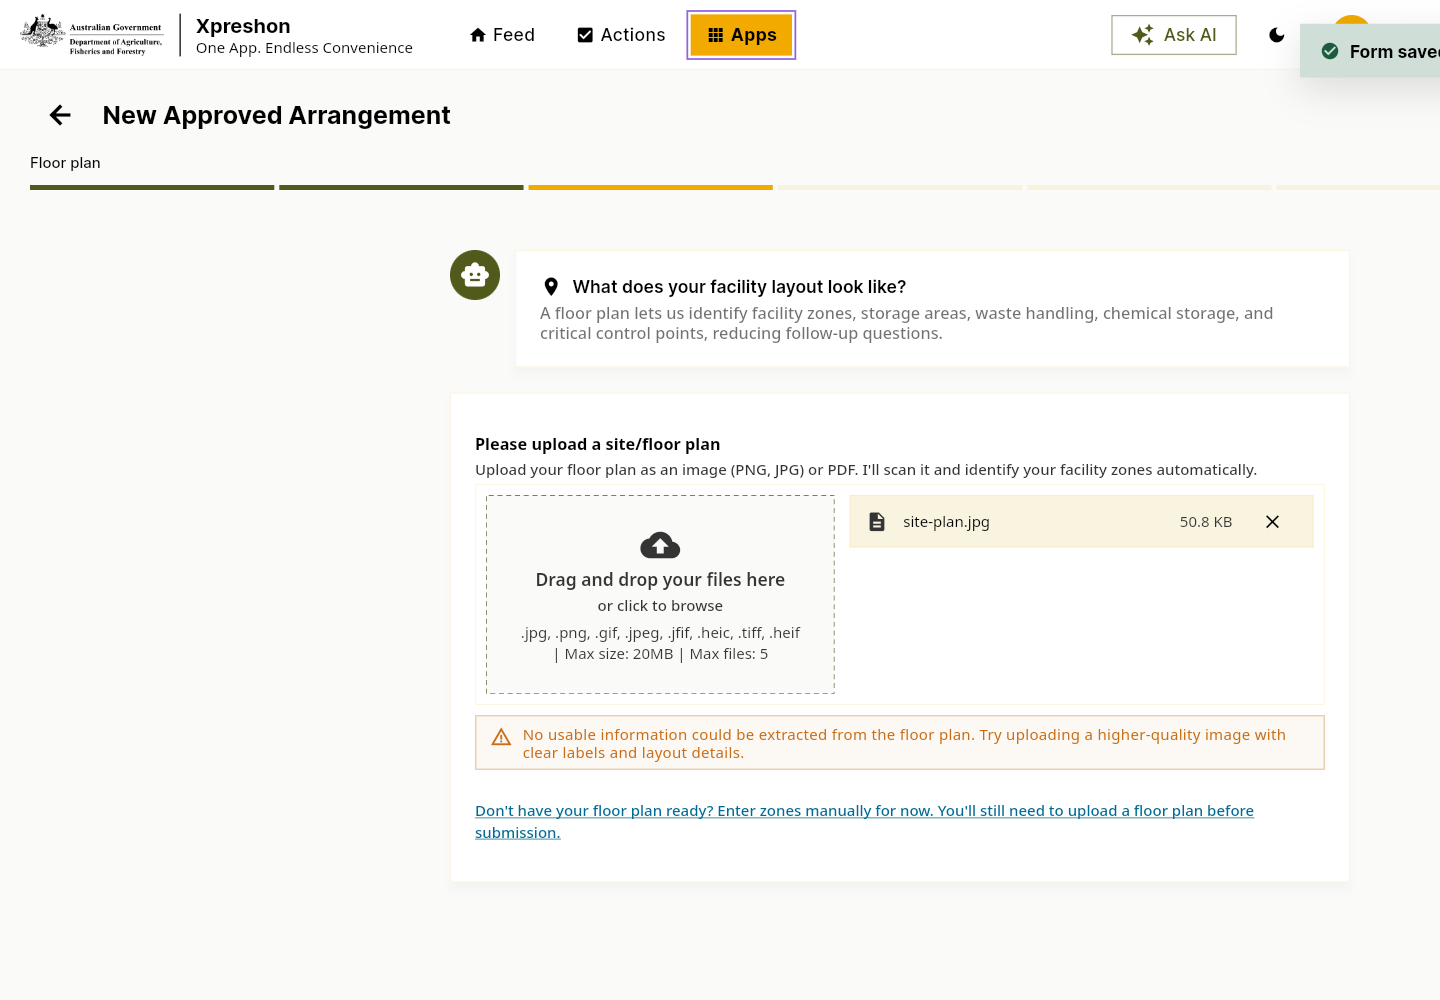 Australian Government
Department of Agriculture,
Fisheries and Forestry
Xpreshon
One App. Endless Convenience
Feed
Actions
Apps
Ask AI
Form saved
New Approved Arrangement
Floor plan
What does your facility layout look like?
A floor plan lets us identify facility zones, storage areas, waste handling, chemical storage, and
critical control points, reducing follow-up questions.
Please upload a site/floor plan
Upload your floor plan as an image (PNG, JPG) or PDF. I'll scan it and identify your facility zones automatically.
Drag and drop your files here
or click to browse
.jpg, .png, .gif, .jpeg, .jfif, .heic, .tiff, .heif
| Max size: 20MB | Max files: 5
site-plan.jpg
50.8 KB
No usable information could be extracted from the floor plan. Try uploading a higher-quality image with
clear labels and layout details.
Don't have your floor plan ready? Enter zones manually for now. You'll still need to upload a floor plan before
submission.